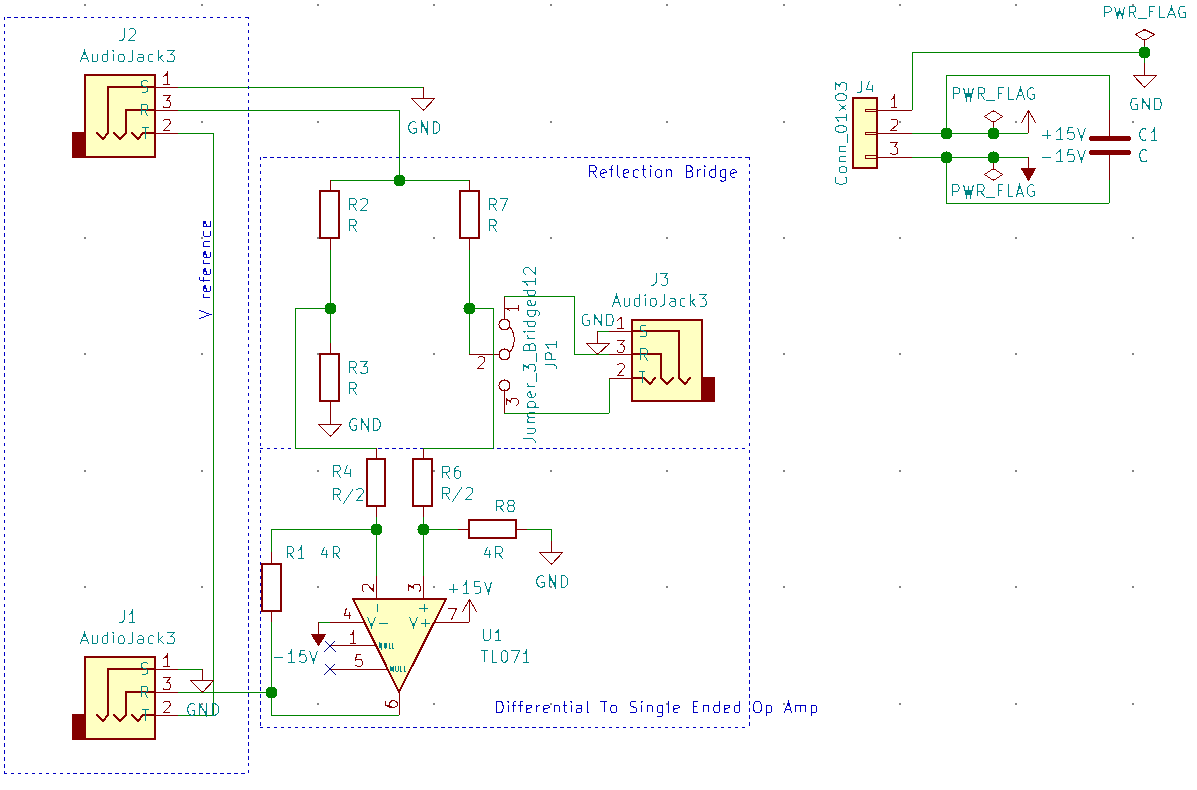 J2
AudioJack3
S 1
R 3
T 2
GND
V reference
Reflection Bridge
R2
R
R7
R
R3
R
GND
Jumper_3_Bridged12
JP1
1
2
3
J3
AudioJack3
GND
1 S
3 R
2 T
R4
R/2
R6
R/2
R8
4R
GND
R1 4R
2
3
- +
+15V
4 V-
V+ 7
1 NULL
5 NULL
-15V
6
U1
TL071
J1
AudioJack3
S 1
R 3
T 2
GND
Differential To Single Ended Op Amp
PWR_FLAG
GND
J4
Conn_01x03
1
2
3
PWR_FLAG
+15V
-15V
PWR_FLAG
C1
C